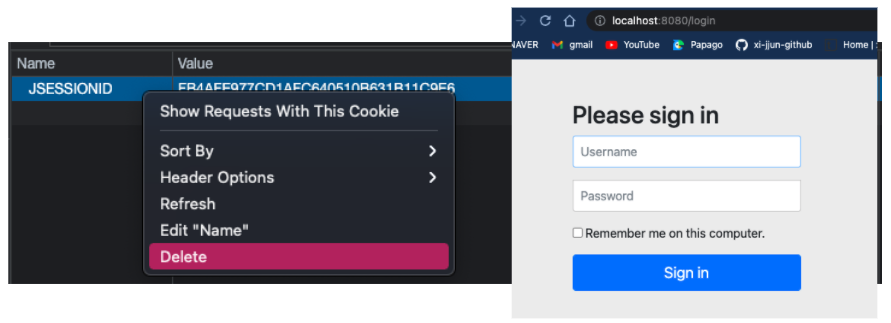 Name
Value
JSESSIONID
Show Requests With This Cookie
Sort By
Header Options
Refresh
Edit "Name"
Delete
localhost:8080/login
NAVER
gmail
YouTube
Papago
xi-jjun-github
Home |
Please sign in
Username
Password
Remember me on this computer.
Sign in